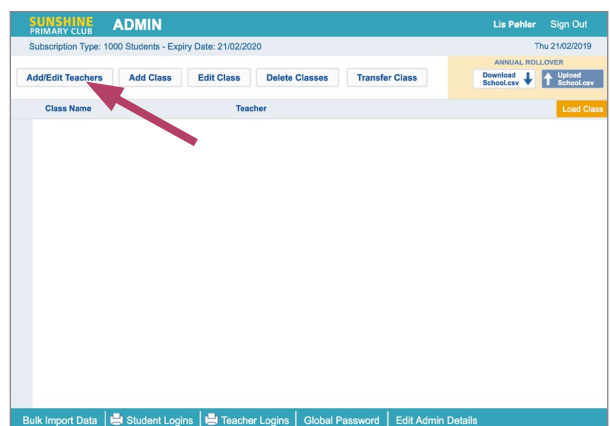 SUNSHINE PRIMARY CLUB ADMIN Lis Pøhler Sign Out
Subscription Type: 1000 Students - Expiry Date: 21/02/2020 Thu 21/02/2019
ANNUAL ROLLOVER
Add/Edit Teachers Add Class Edit Class Delete Classes Transfer Class Download School.csv Upload School.csv
Class Name Teacher Load Class
Bulk Import Data Student Logins Teacher Logins Global Password Edit Admin Details